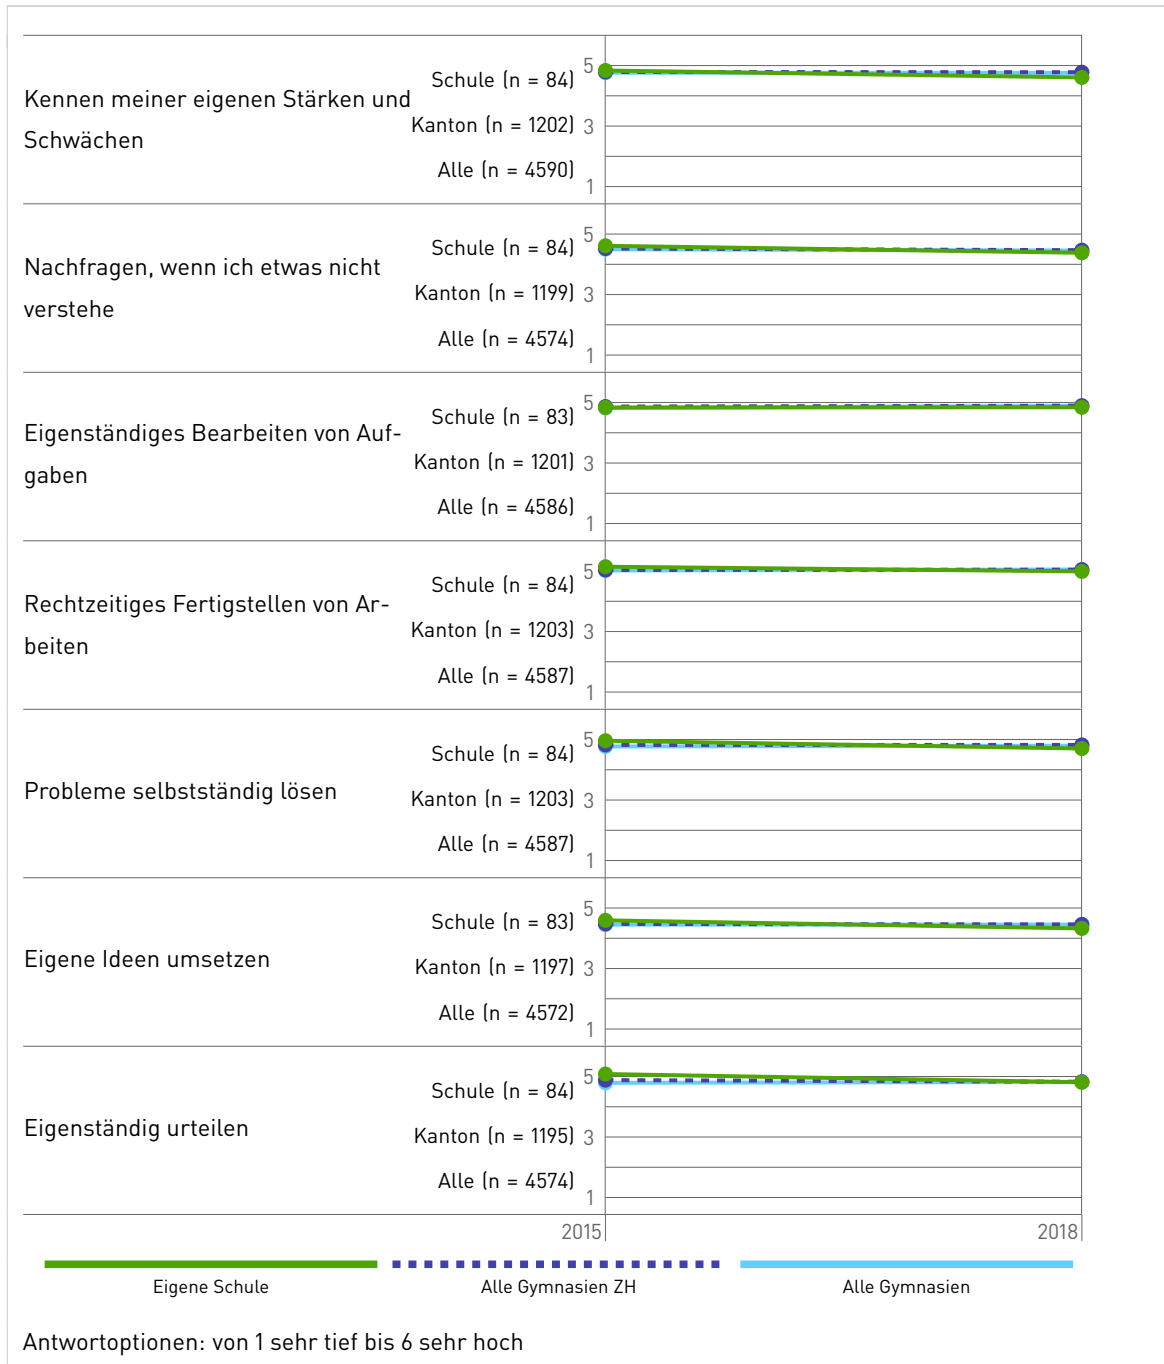 5
Schule (n = 84)
Kennen meiner eigenen Stärken und
Kanton (n = 1202) 3
Schwächen
Alle (n = 4590)
1
5
Schule (n = 84)
Nachfragen, wenn ich etwas nicht
Kanton (n = 1199) 3
verstehe
Alle (n = 4574)
1
5
Schule (n = 83)
Eigenständiges Bearbeiten von Auf-
Kanton (n = 1201) 3
gaben
Alle (n = 4586)
1
5
Schule (n = 84)
Rechtzeitiges Fertigstellen von Ar-
Kanton (n = 1203) 3
beiten
Alle (n = 4587)
1
5
Schule (n = 84)
Probleme selbstständig lösen
Kanton (n = 1203) 3
Alle (n = 4587)
1
5
Schule (n = 83)
Eigene Ideen umsetzen
Kanton (n = 1197) 3
Alle (n = 4572)
1
5
Schule (n = 84)
Eigenständig urteilen
Kanton (n = 1195) 3
Alle (n = 4574)
1
2015 2018
Eigene Schule Alle Gymnasien ZH Alle Gymnasien
Antwortoptionen: von 1 sehr tief bis 6 sehr hoch